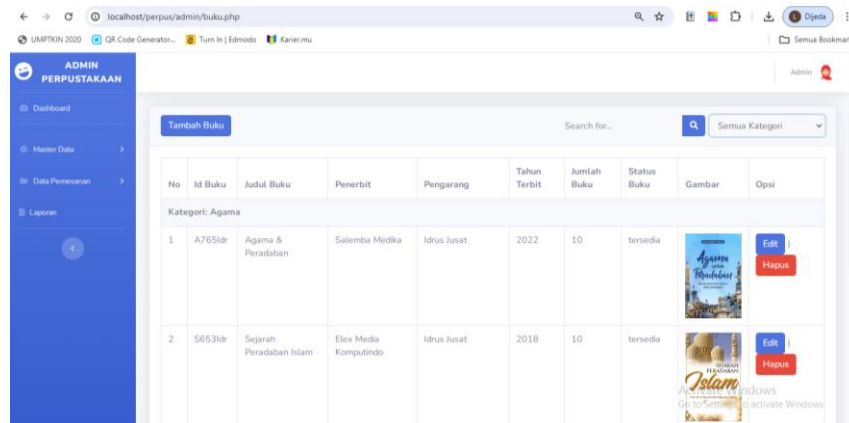 localhost/perpus/admin/buku.php
Dijeda
UMPTKIN 2020 QR Code Generator... Turn In | Edmodo Karier.mu Semua Bookmar
ADMIN
PERPUSTAKAAN
Admin
Dashboard
Master Data
Data Pemesanan
Laporan
Tambah Buku Search for... Semua Kategori
No Id Buku Judul Buku Penerbit Pengarang Tahun Terbit Jumlah Buku Status Buku Gambar Opsi
Kategori: Agama
1 A765Idr Agama & Peradaban Salemba Medika Idrus Jusat 2022 10 tersedia Edit | Hapus
Agama
Peradaban
2 S653Idr Sejarah Peradaban Islam Elex Media Komputindo Idrus Jusat 2018 10 tersedia Edit | Hapus
SEJARAH
PERADABAN
Islam
Activate Windows
Go to Settings to activate Windows.